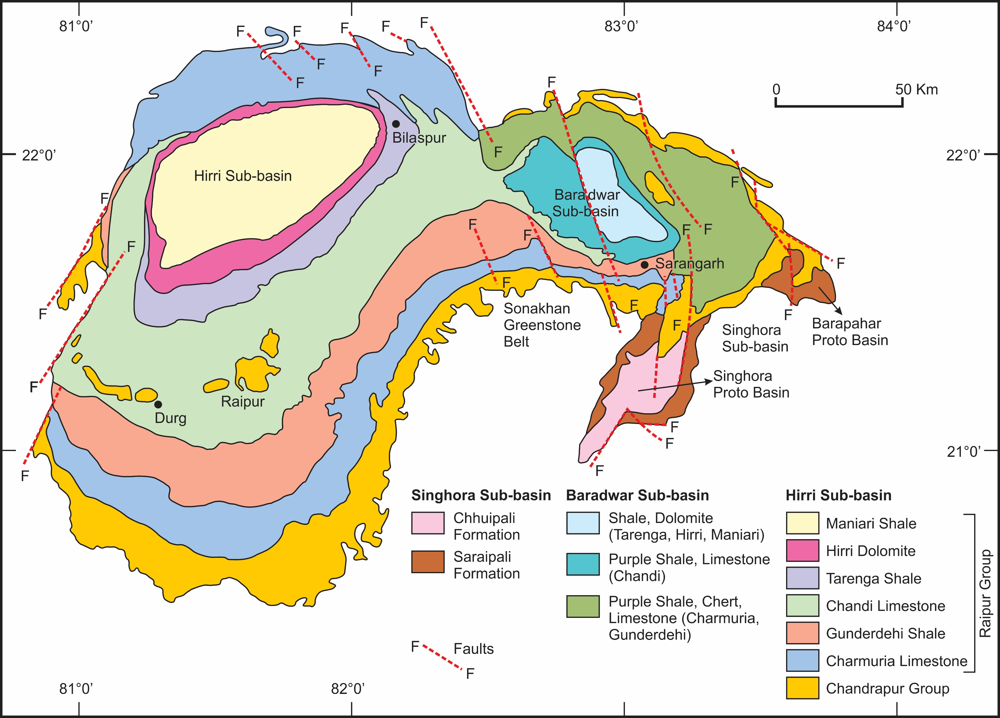 81°0’
83°0’
84°0’
F
F
F
F
F
F
F
F
F
0
50 Km
22°0’
22°0’
Bilaspur
F
Hirri Sub-basin
F
F
Baradwar
Sub-basin
F
F
F
F
F
F
F
Sarangarh
F
F
F
F
Sonakhan
Greenstone
Belt
F
F
Singhora
Sub-basin
Barapahar
Proto Basin
Singhora
Proto Basin
F
Raipur
Durg
F
F
21°0’
F
F
Singhora Sub-basin
Chhuipali
Formation
Saraipali
Formation
Baradwar Sub-basin
Shale, Dolomite
(Tarenga, Hirri, Maniari)
Purple Shale, Limestone
(Chandi)
Purple Shale, Chert,
Limestone (Charmuria,
Gunderdehi)
Hirri Sub-basin
Maniari Shale
Hirri Dolomite
Tarenga Shale
Chandi Limestone
Gunderdehi Shale
Charmuria Limestone
Chandrapur Group
Raipur Group
F
Faults
F
81°0’
82°0’